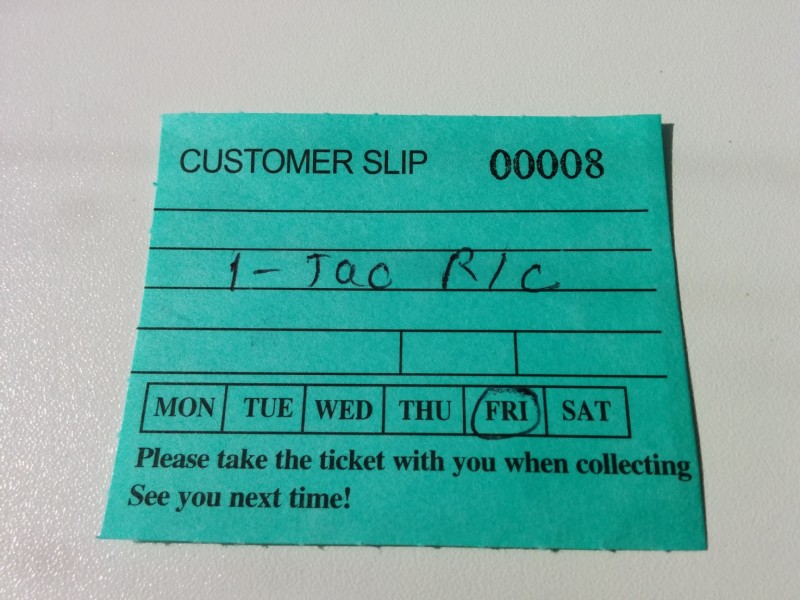 CUSTOMER SLIP 00008
1 - Jac R/C
MON TUE WED THU FRI SAT
Please take the ticket with you when collecting
See you next time!